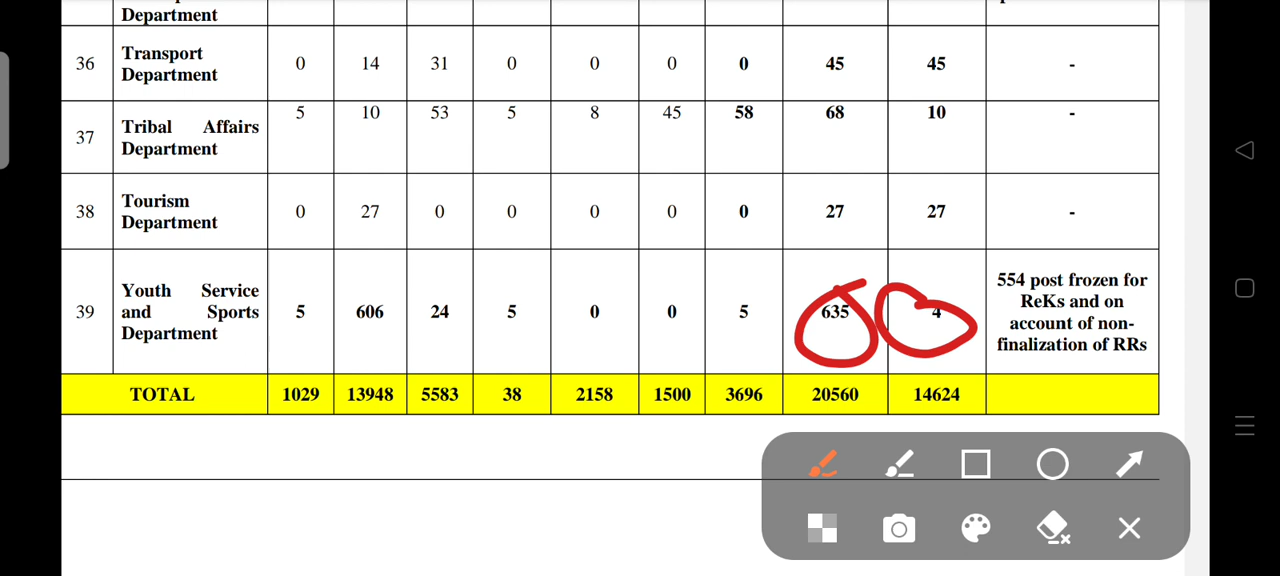 Department
36 Transport Department 0 14 31 0 0 0 0 45 45 -
37 Tribal Affairs Department 5 10 53 5 8 45 58 68 10 -
38 Tourism Department 0 27 0 0 0 0 0 27 27 -
39 Youth Service and Sports Department 5 606 24 5 0 0 5 635 4 554 post frozen for ReKs and on account of non-finalization of RRs
TOTAL 1029 13948 5583 38 2158 1500 3696 20560 14624